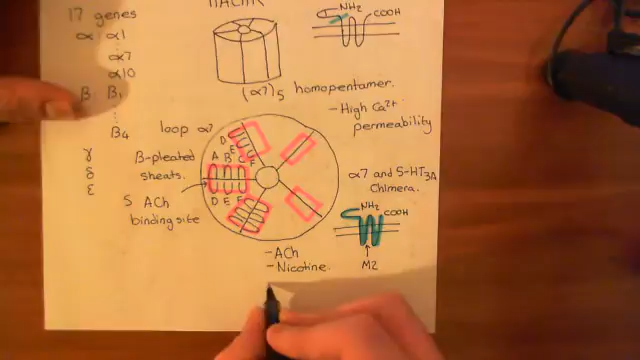 nAChR
17 genes
α α1
⋮
α7
α10
β β1
⋮
β4
γ
δ
ε
NH2
COOH
(α7)5 homopentamer.
- High Ca2+
permeability
loop α7
β-pleated
sheats.
5 ACh
binding site
D
E
F
A B C
D E F
α7 and 5-HT3A
Chimera.
NH2
COOH
M2
- ACh
- Nicotine.